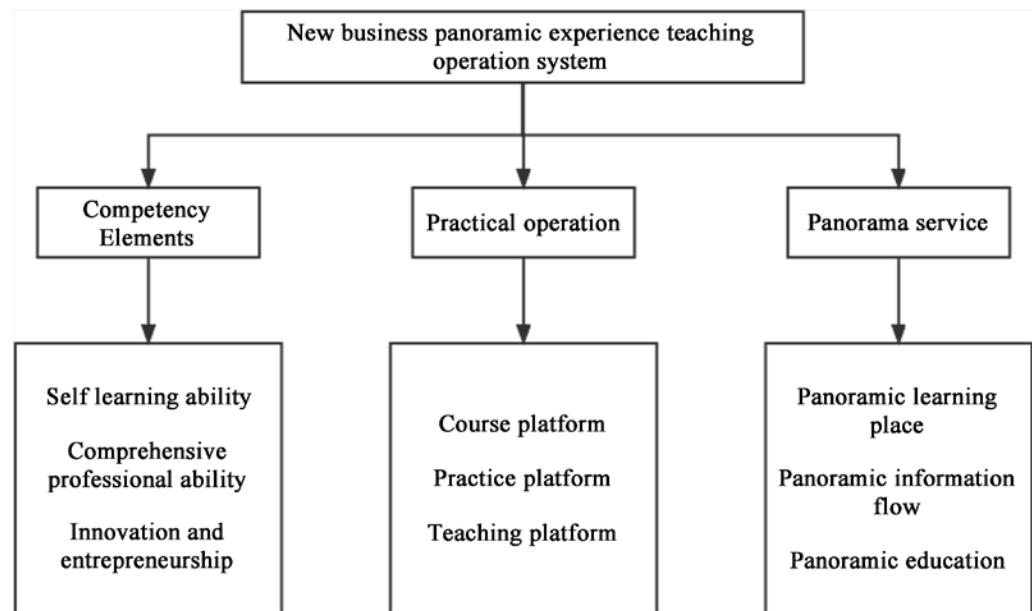 New business panoramic experience teaching
operation system
Competency
Elements
Practical operation
Panorama service
Self learning ability
Comprehensive
professional ability
Innovation and
entrepreneurship
Course platform
Practice platform
Teaching platform
Panoramic learning
place
Panoramic information
flow
Panoramic education